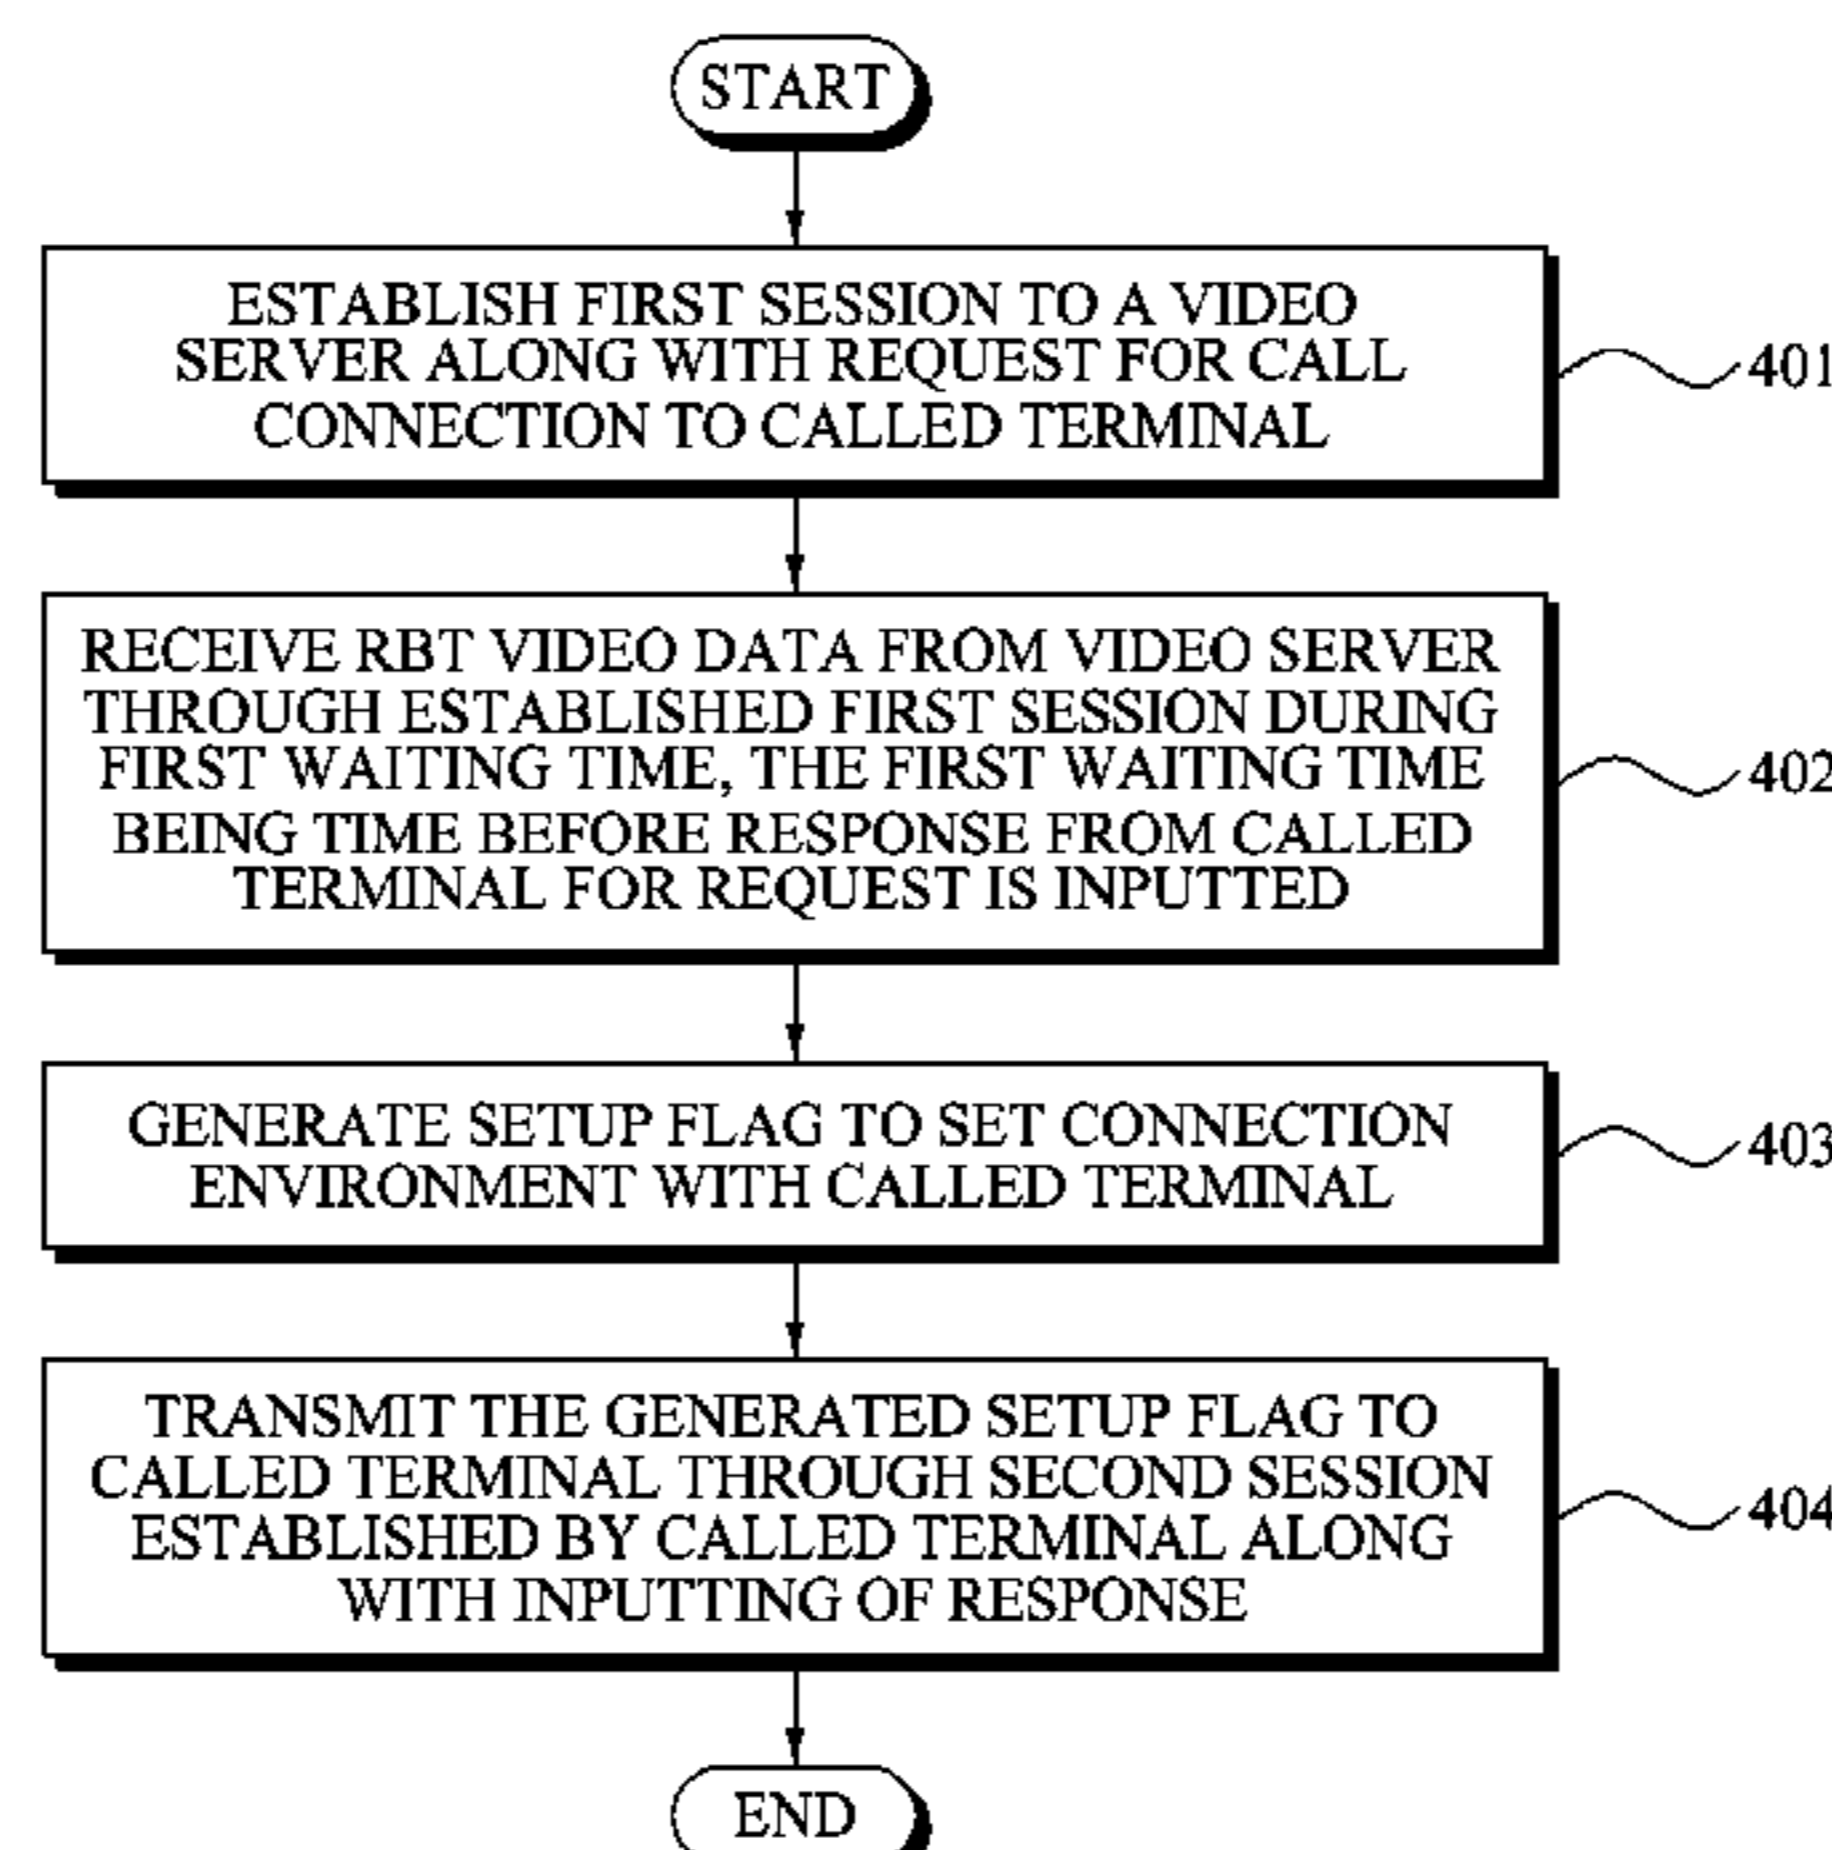 START
ESTABLISH FIRST SESSION TO A VIDEO
SERVER ALONG WITH REQUEST FOR CALL
CONNECTION TO CALLED TERMINAL
401
RECEIVE RBT VIDEO DATA FROM VIDEO SERVER
THROUGH ESTABLISHED FIRST SESSION DURING
FIRST WAITING TIME, THE FIRST WAITING TIME
BEING TIME BEFORE RESPONSE FROM CALLED
TERMINAL FOR REQUEST IS INPUTTED
402
GENERATE SETUP FLAG TO SET CONNECTION
ENVIRONMENT WITH CALLED TERMINAL
403
TRANSMIT THE GENERATED SETUP FLAG TO
CALLED TERMINAL THROUGH SECOND SESSION
ESTABLISHED BY CALLED TERMINAL ALONG
WITH INPUTTING OF RESPONSE
404
END